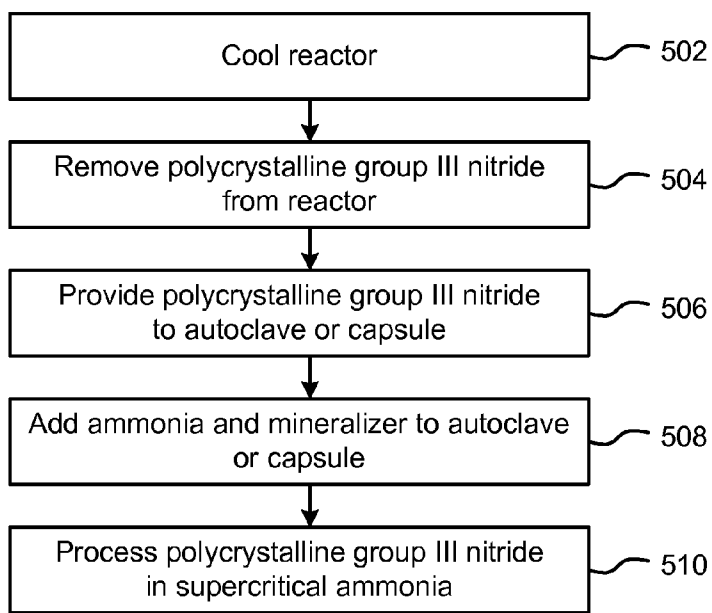 Cool reactor
502
Remove polycrystalline group III nitride
from reactor
504
Provide polycrystalline group III nitride
to autoclave or capsule
506
Add ammonia and mineralizer to autoclave
or capsule
508
Process polycrystalline group III nitride
in supercritical ammonia
510